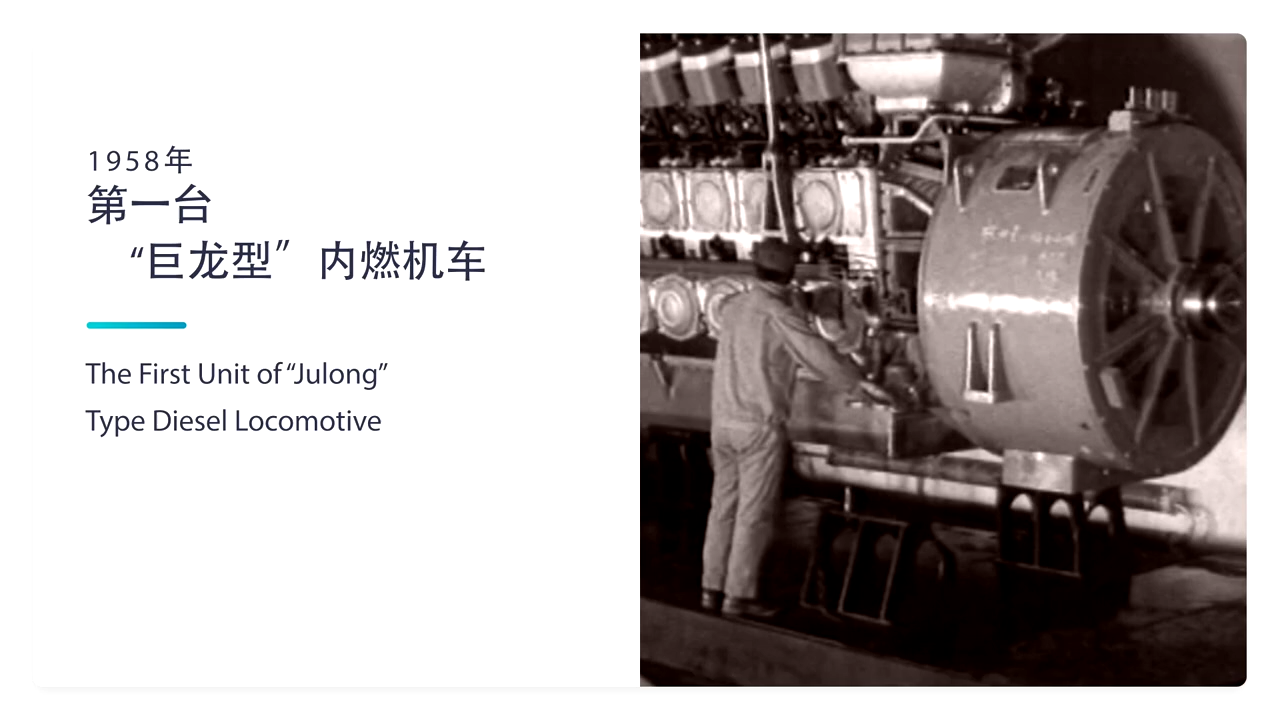 1958年
第一台
“巨龙型” 内燃机车
The First Unit of “Julong”
Type Diesel Locomotive